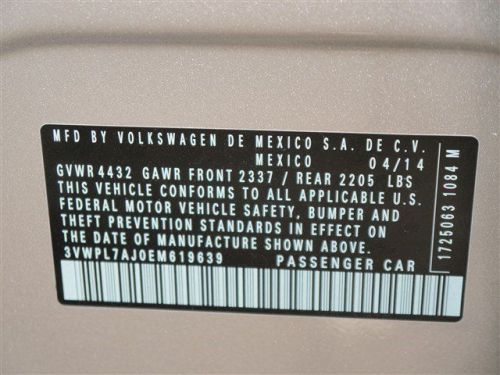 MFD BY VOLKSWAGEN DE MEXICO S.A. DE C.V.
MEXICO 04/14
GVWR 4432 GAWR FRONT 2337 / REAR 2205 LBS
THIS VEHICLE CONFORMS TO ALL APPLICABLE U.S.
FEDERAL MOTOR VEHICLE SAFETY, BUMPER AND
THEFT PREVENTION STANDARDS IN EFFECT ON
THE DATE OF MANUFACTURE SHOWN ABOVE.
3VWPL7AJ0EM619639 PASSENGER CAR
1725063 1084 M